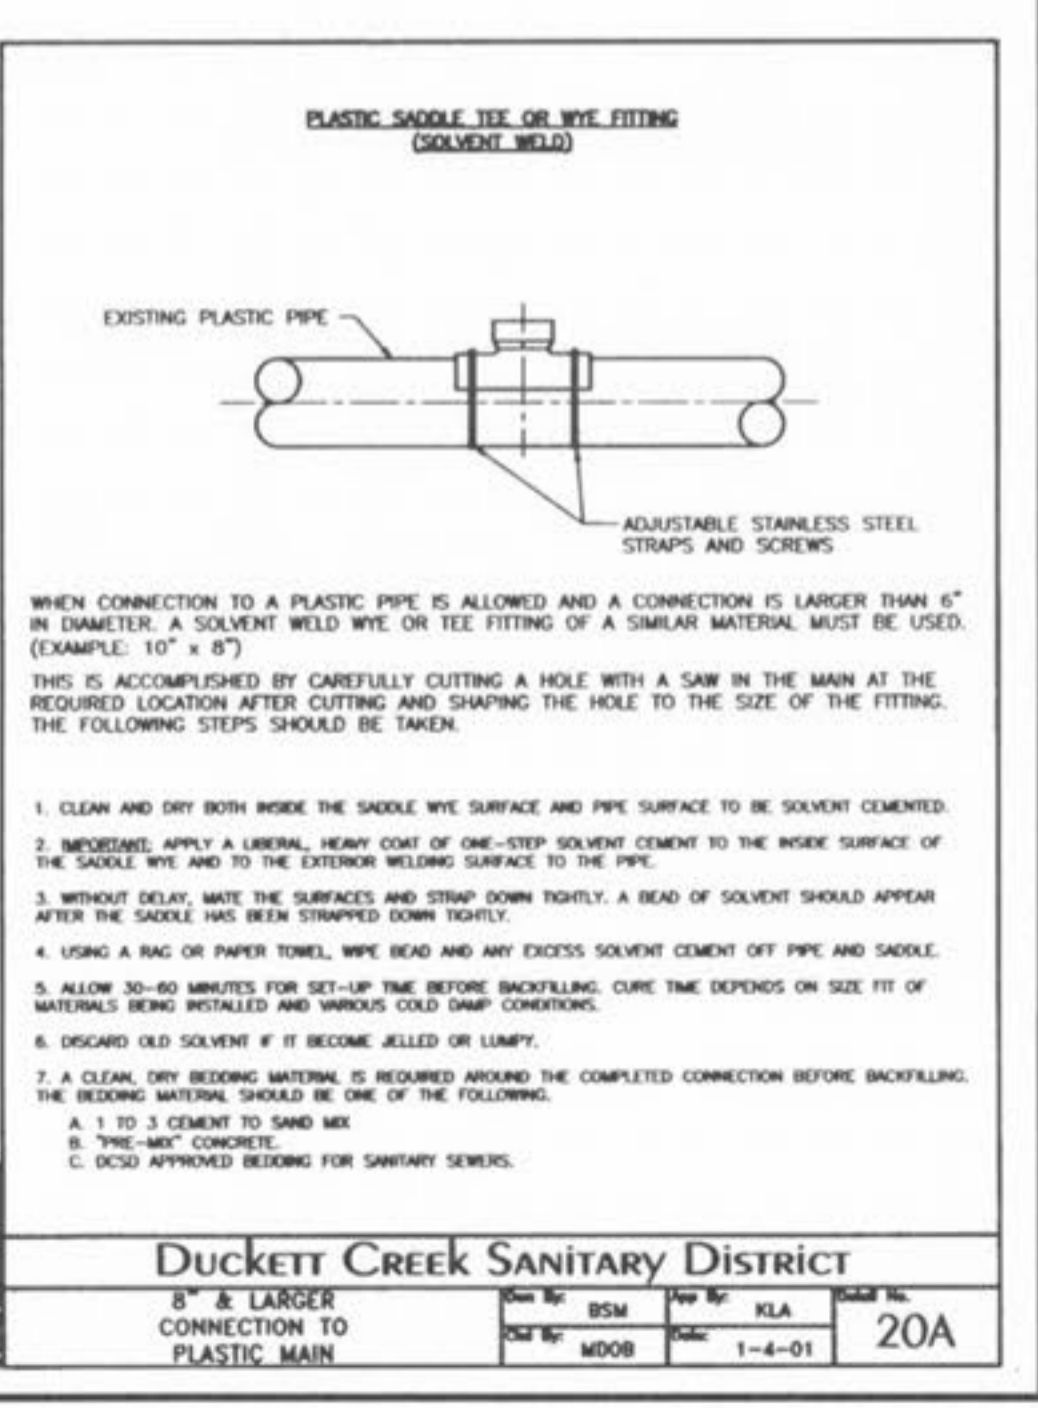 PLASTIC SADDLE TEE OR WYE FITTING
(SOLVENT WELD)
EXISTING PLASTIC PIPE
ADJUSTABLE STAINLESS STEEL
STRAPS AND SCREWS
WHEN CONNECTION TO A PLASTIC PIPE IS ALLOWED AND A CONNECTION IS LARGER THAN 6"
IN DIAMETER. A SOLVENT WELD WYE OR TEE FITTING OF A SIMILAR MATERIAL MUST BE USED.
(EXAMPLE: 10" x 8")
THIS IS ACCOMPLISHED BY CAREFULLY CUTTING A HOLE WITH A SAW IN THE MAIN AT THE
REQUIRED LOCATION AFTER CUTTING AND SHAPING THE HOLE TO THE SIZE OF THE FITTING.
THE FOLLOWING STEPS SHOULD BE TAKEN.
1. CLEAN AND DRY BOTH INSIDE THE SADDLE WYE SURFACE AND PIPE SURFACE TO BE SOLVENT CEMENTED.
2. IMPORTANT: APPLY A LIBERAL, HEAVY COAT OF ONE-STEP SOLVENT CEMENT TO THE INSIDE SURFACE OF
THE SADDLE WYE AND TO THE EXTERIOR WELDING SURFACE TO THE PIPE.
3. WITHOUT DELAY, MATE THE SURFACES AND STRAP DOWN TIGHTLY. A BEAD OF SOLVENT SHOULD APPEAR
AFTER THE SADDLE HAS BEEN STRAPPED DOWN TIGHTLY.
4. USING A RAG OR PAPER TOWEL, WIPE BEAD AND ANY EXCESS SOLVENT CEMENT OFF PIPE AND SADDLE.
5. ALLOW 30-60 MINUTES FOR SET-UP TIME BEFORE BACKFILLING. CURE TIME DEPENDS ON SIZE FIT OF
MATERIALS BEING INSTALLED AND VARIOUS COLD DAMP CONDITIONS.
6. DISCARD OLD SOLVENT IF IT BECOME JELLED OR LUMPY.
7. A CLEAN, DRY BEDDING MATERIAL IS REQUIRED AROUND THE COMPLETED CONNECTION BEFORE BACKFILLING.
THE BEDDING MATERIAL SHOULD BE ONE OF THE FOLLOWING.
A. 1 TO 3 CEMENT TO SAND MIX
B. "PRE-MIX" CONCRETE.
C. DCSD APPROVED BEDDING FOR SANITARY SEWERS.
Duckett Creek Sanitary District
8" & LARGER
CONNECTION TO
PLASTIC MAIN
Dwn By: BSM
App By: KLA
Detail No.
20A
Ckd By: MDOB
Date: 1-4-01